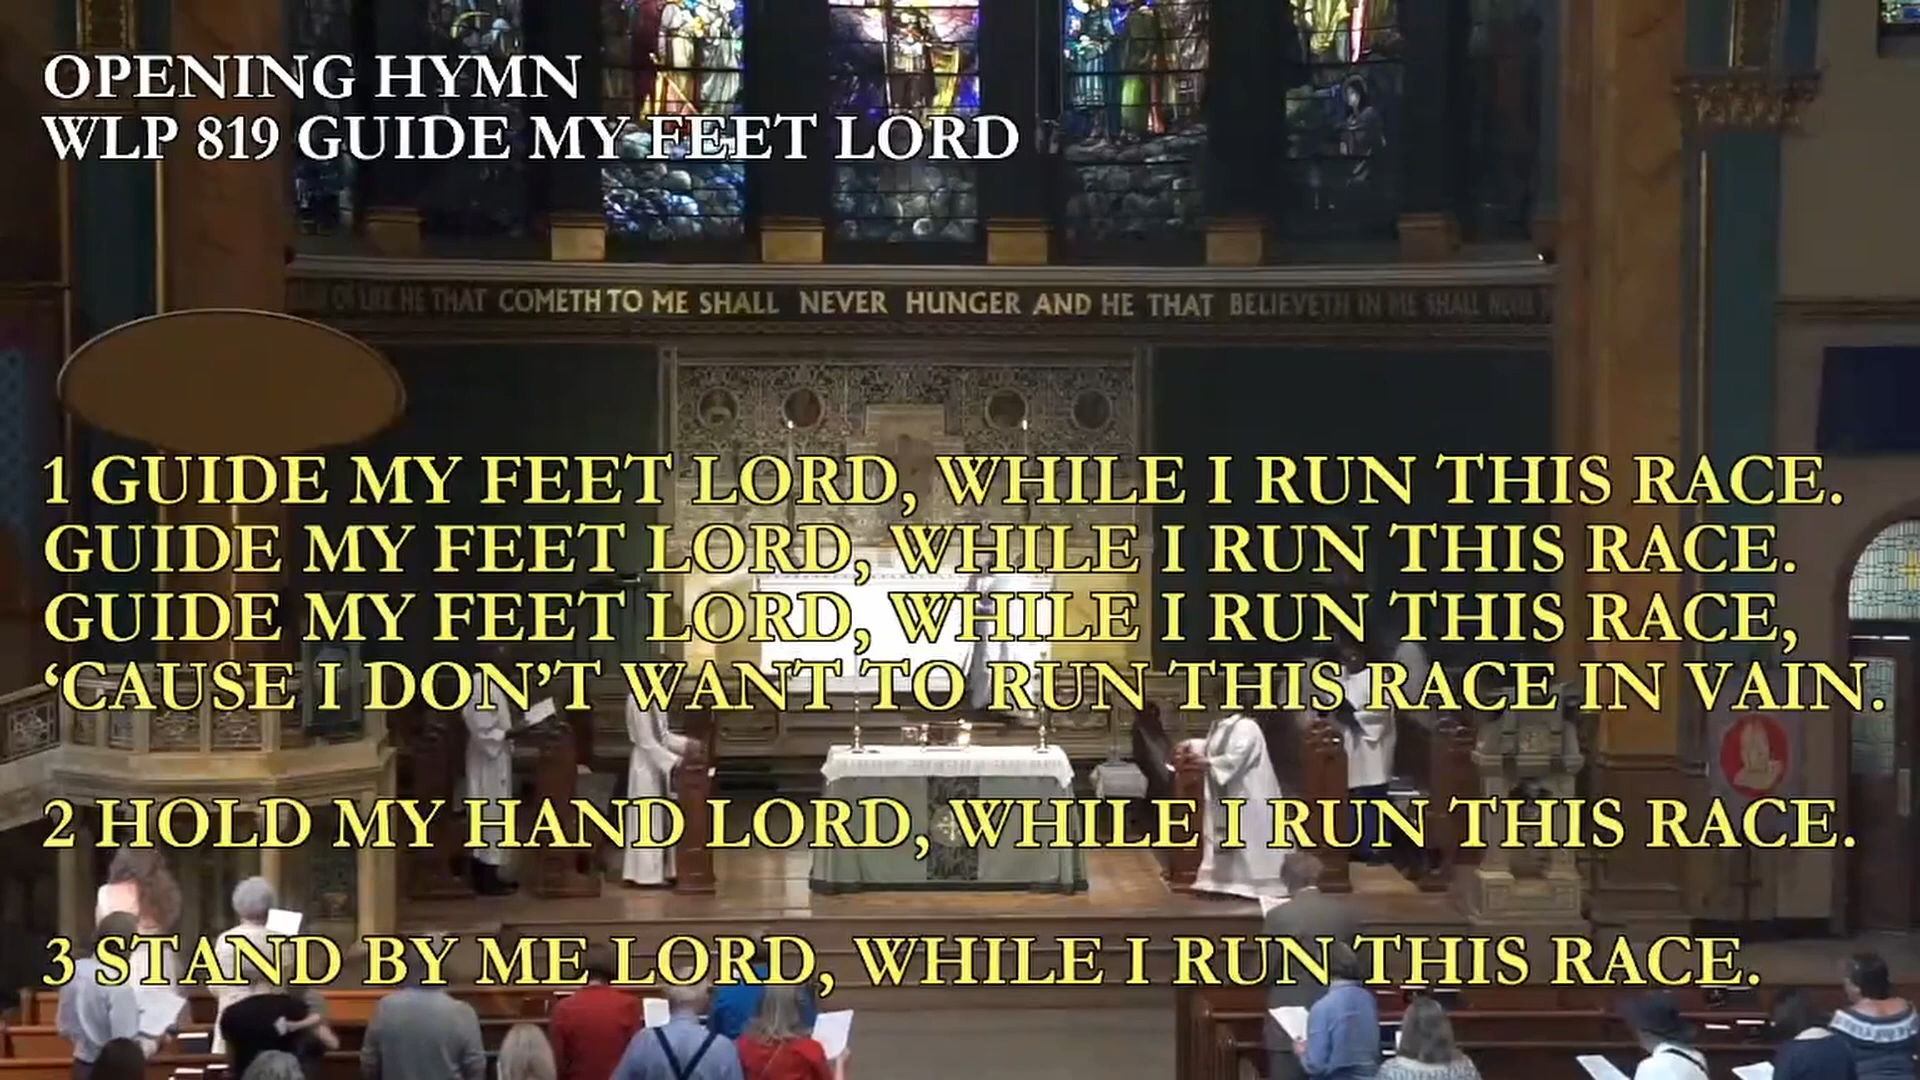 OPENING HYMN
WLP 819 GUIDE MY FEET LORD
OF LIFE HE THAT COMETH TO ME SHALL NEVER HUNGER AND HE THAT BELIEVETH IN ME SHALL NEVER
1 GUIDE MY FEET LORD, WHILE I RUN THIS RACE.
GUIDE MY FEET LORD, WHILE I RUN THIS RACE.
GUIDE MY FEET LORD, WHILE I RUN THIS RACE,
‘CAUSE I DON’T WANT TO RUN THIS RACE IN VAIN.
2 HOLD MY HAND LORD, WHILE I RUN THIS RACE.
3 STAND BY ME LORD, WHILE I RUN THIS RACE.